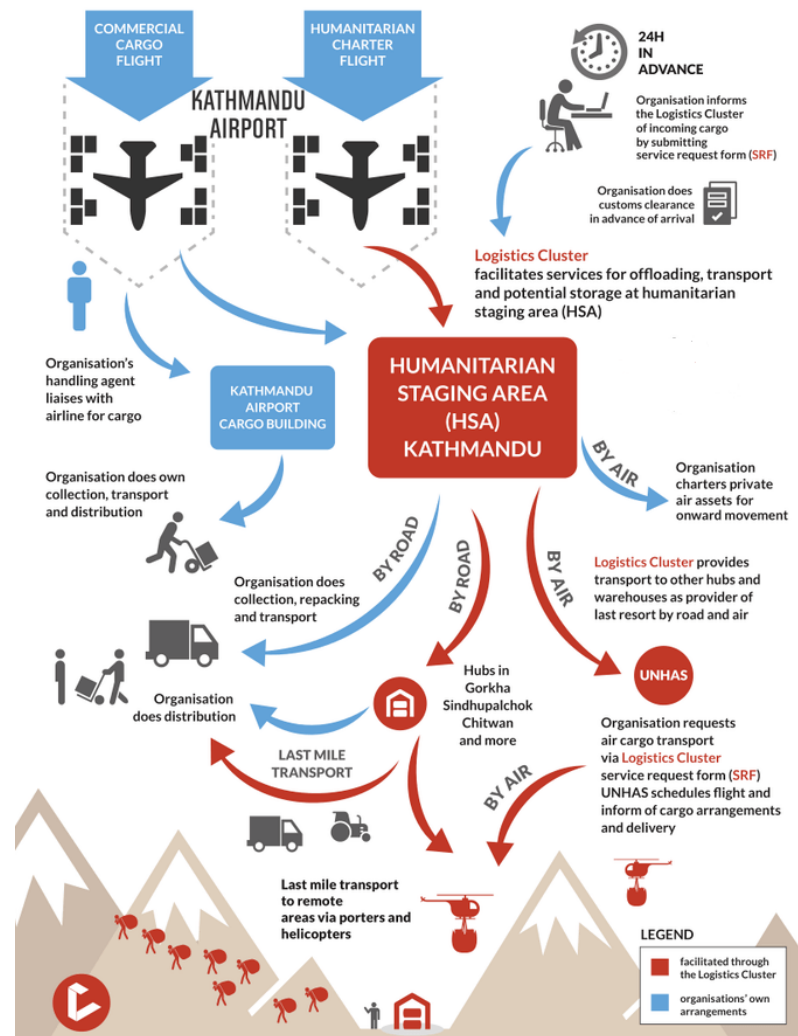 COMMERCIAL
CARGO
FLIGHT
HUMANITARIAN
CHARTER
FLIGHT
KATHMANDU
AIRPORT
24H
IN
ADVANCE
Organisation informs
the Logistics Cluster
of incoming cargo
by submitting
service request form (SRF)
Organisation does
customs clearance
in advance of arrival
Logistics Cluster
facilitates services for offloading, transport
and potential storage at humanitarian
staging area (HSA)
Organisation's
handling agent
liaises with
airline for cargo
KATHMANDU
AIRPORT
CARGO BUILDING
HUMANITARIAN
STAGING AREA
(HSA)
KATHMANDU
BY AIR
Organisation
charters private
air assets for
onward movement
Organisation does own
collection, transport
and distribution
BY ROAD
BY ROAD
BY AIR
Logistics Cluster provides
transport to other hubs and
warehouses as provider of
last resort by road and air
Organisation does
collection, repacking
and transport
UNHAS
Hubs in
Gorkha
Sindhupalchok
Chitwan
and more
Organisation
does distribution
Organisation requests
air cargo transport
via Logistics Cluster
service request form (SRF)
UNHAS schedules flight and
inform of cargo arrangements
and delivery
LAST MILE
TRANSPORT
BY AIR
Last mile transport
to remote
areas via porters and
helicopters
LEGEND
facilitated through
the Logistics Cluster
organisations' own
arrangements